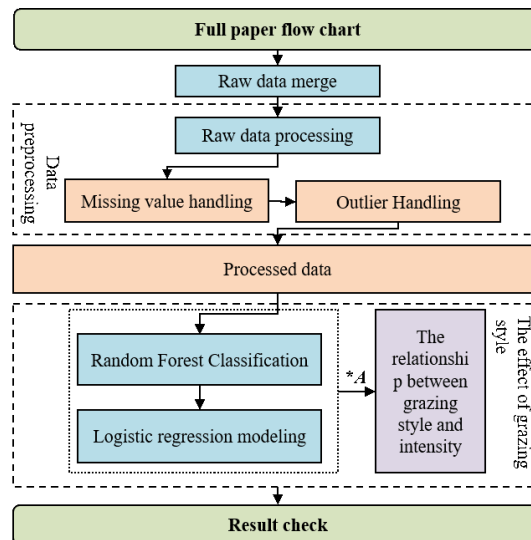 Full paper flow chart
Raw data merge
Raw data processing
Data
preprocessing
Missing value handling
Outlier Handling
Processed data
Random Forest Classification
Logistic regression modeling
*A
The
relationshi
p between
grazing
style and
intensity
The effect of grazing
style
Result check